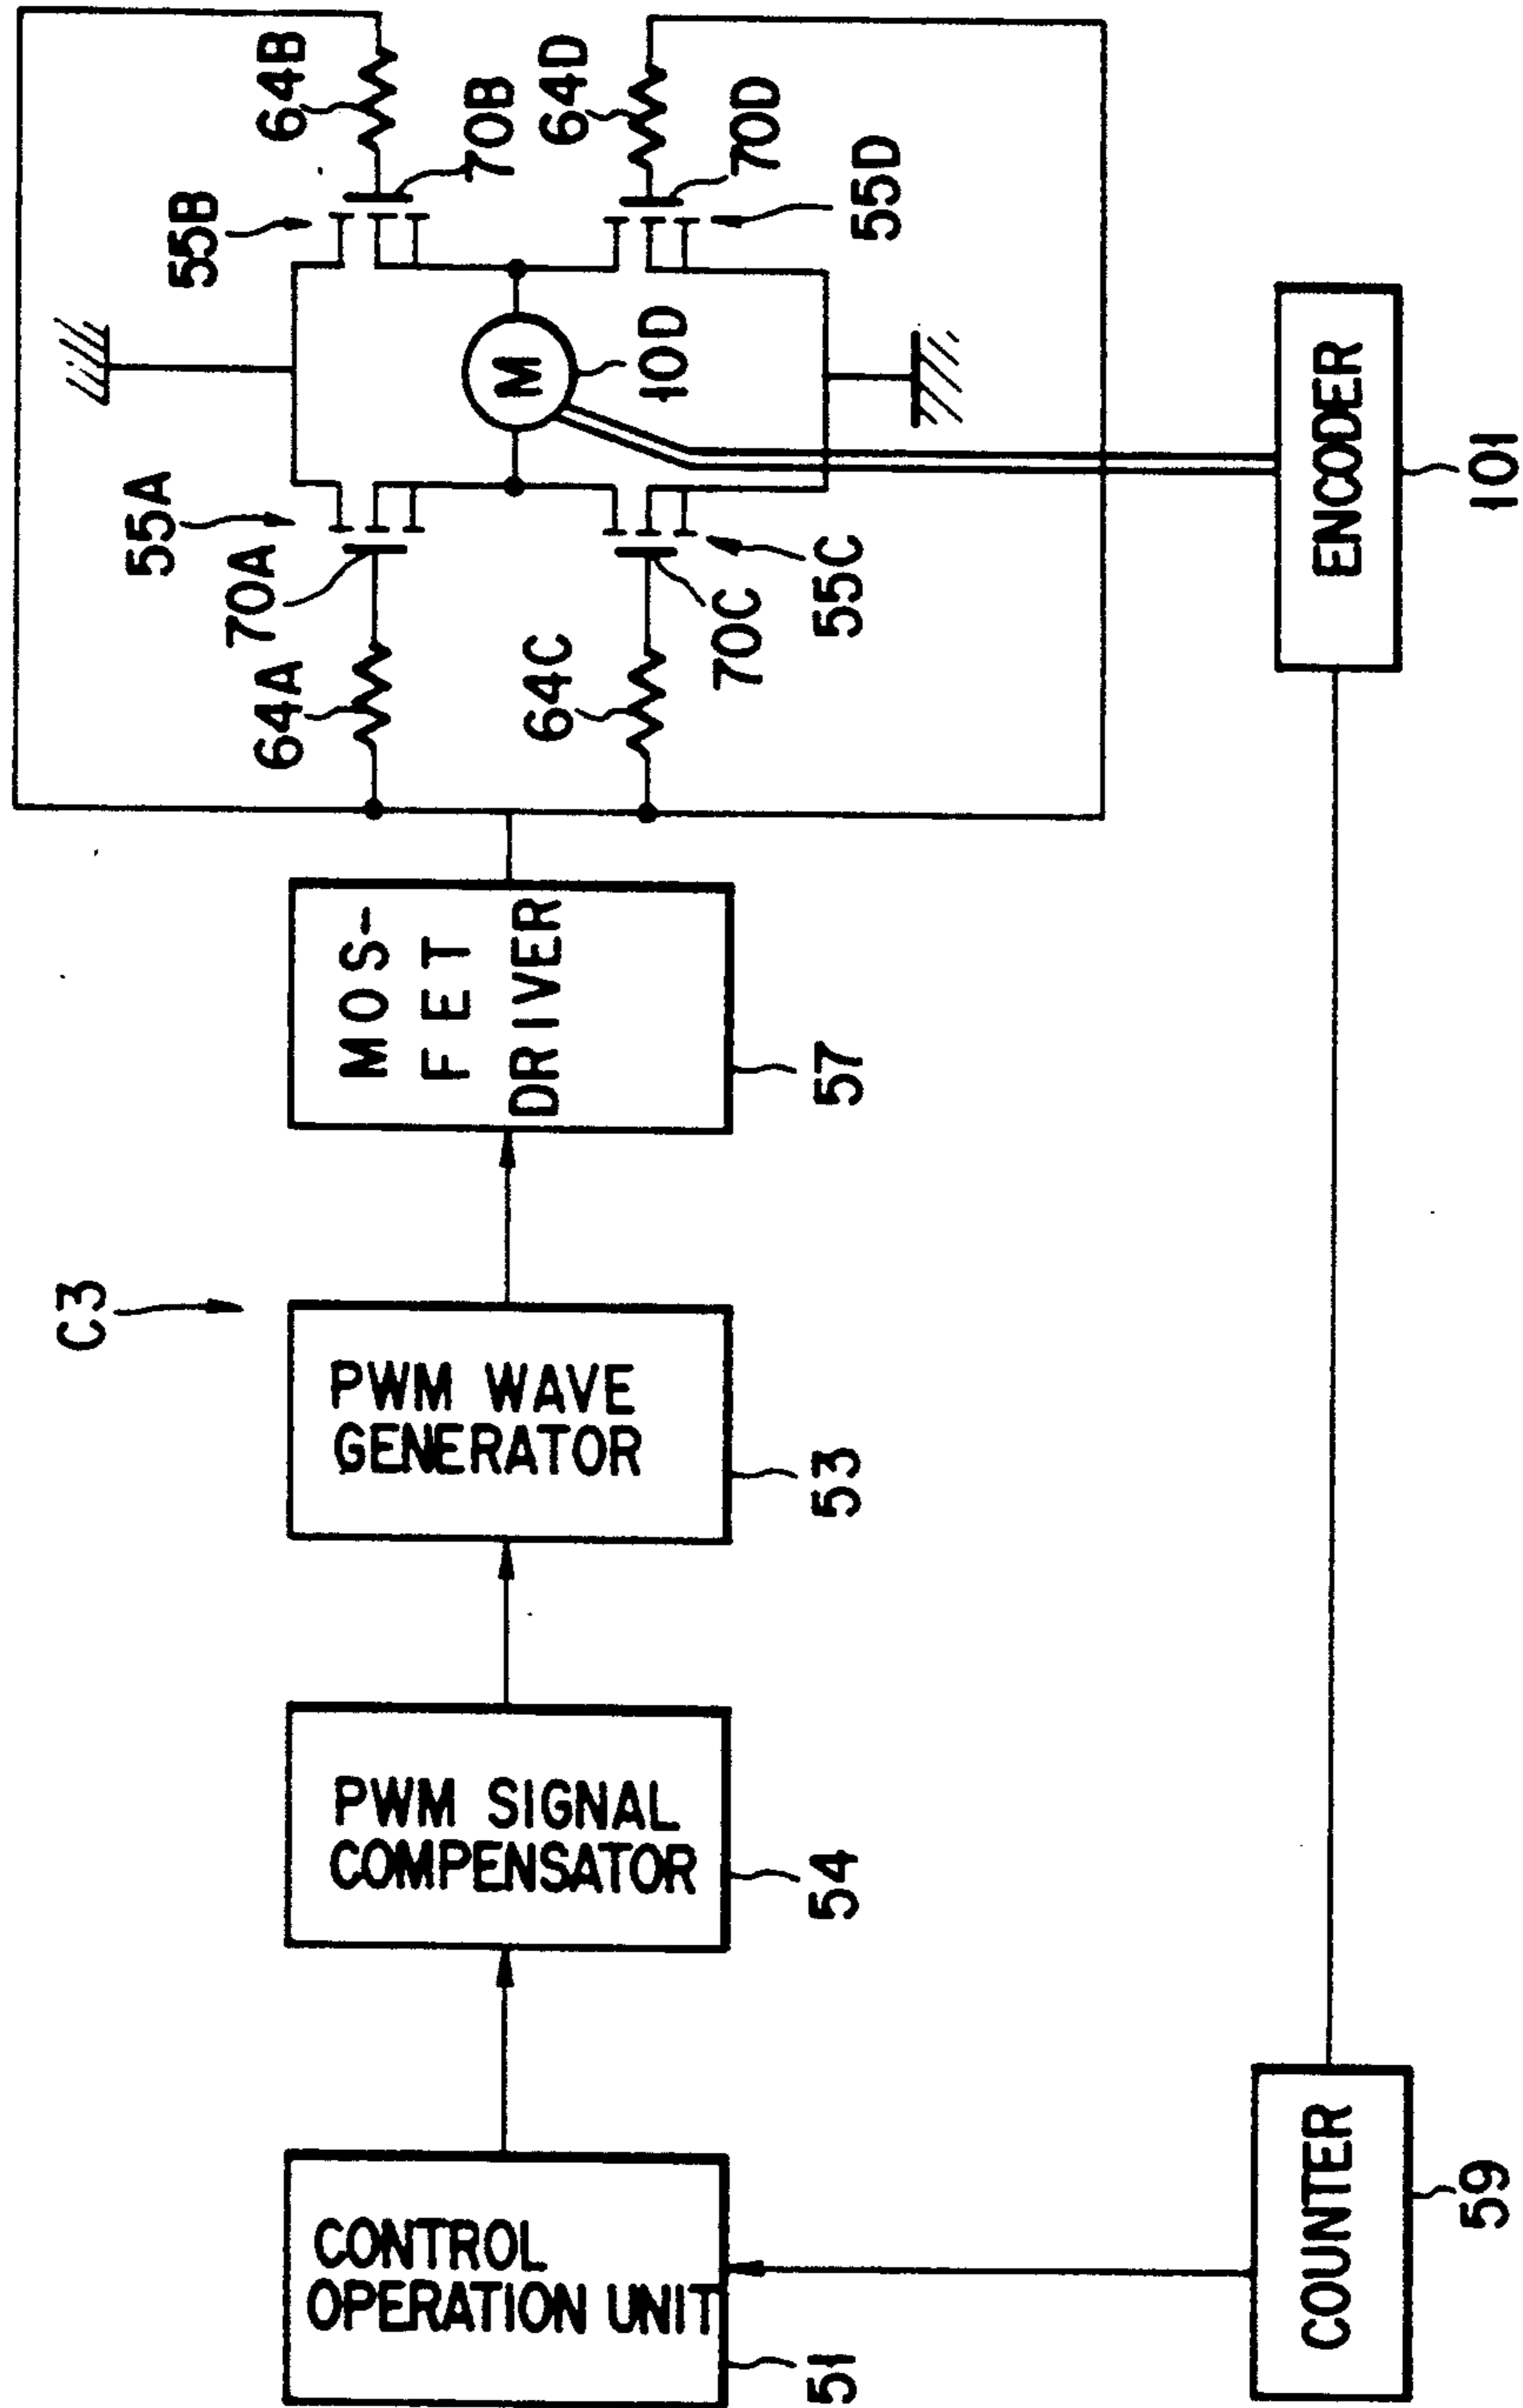 C3
CONTROL
OPERATION UNIT
51
PWM SIGNAL
COMPENSATOR
54
PWM WAVE
GENERATOR
53
MOS-
FET
DRIVER
57
55A
70A
64A
55B
64B
70B
M
10D
64C
70C
55C
64D
70D
55D
ENCODER
101
COUNTER
59